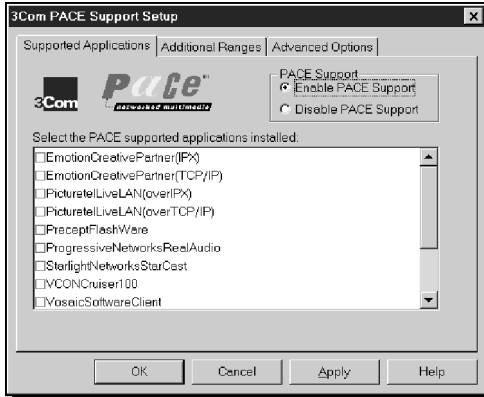 3Com PACE Support Setup
Supported Applications
Additional Ranges
Advanced Options
3Com
PaCe™
networked multimedia
PACE Support
Enable PACE Support
Disable PACE Support
Select the PACE supported applications installed:
EmotionCreativePartner(IPX)
EmotionCreativePartner(TCP/IP)
PicturetelLiveLAN(overIPX)
PicturetelLiveLAN(overTCP/IP)
PreceptFlashWare
ProgressiveNetworksRealAudio
StarlightNetworksStarCast
VCONCruiser100
VosaicSoftwareClient
OK
Cancel
Apply
Help